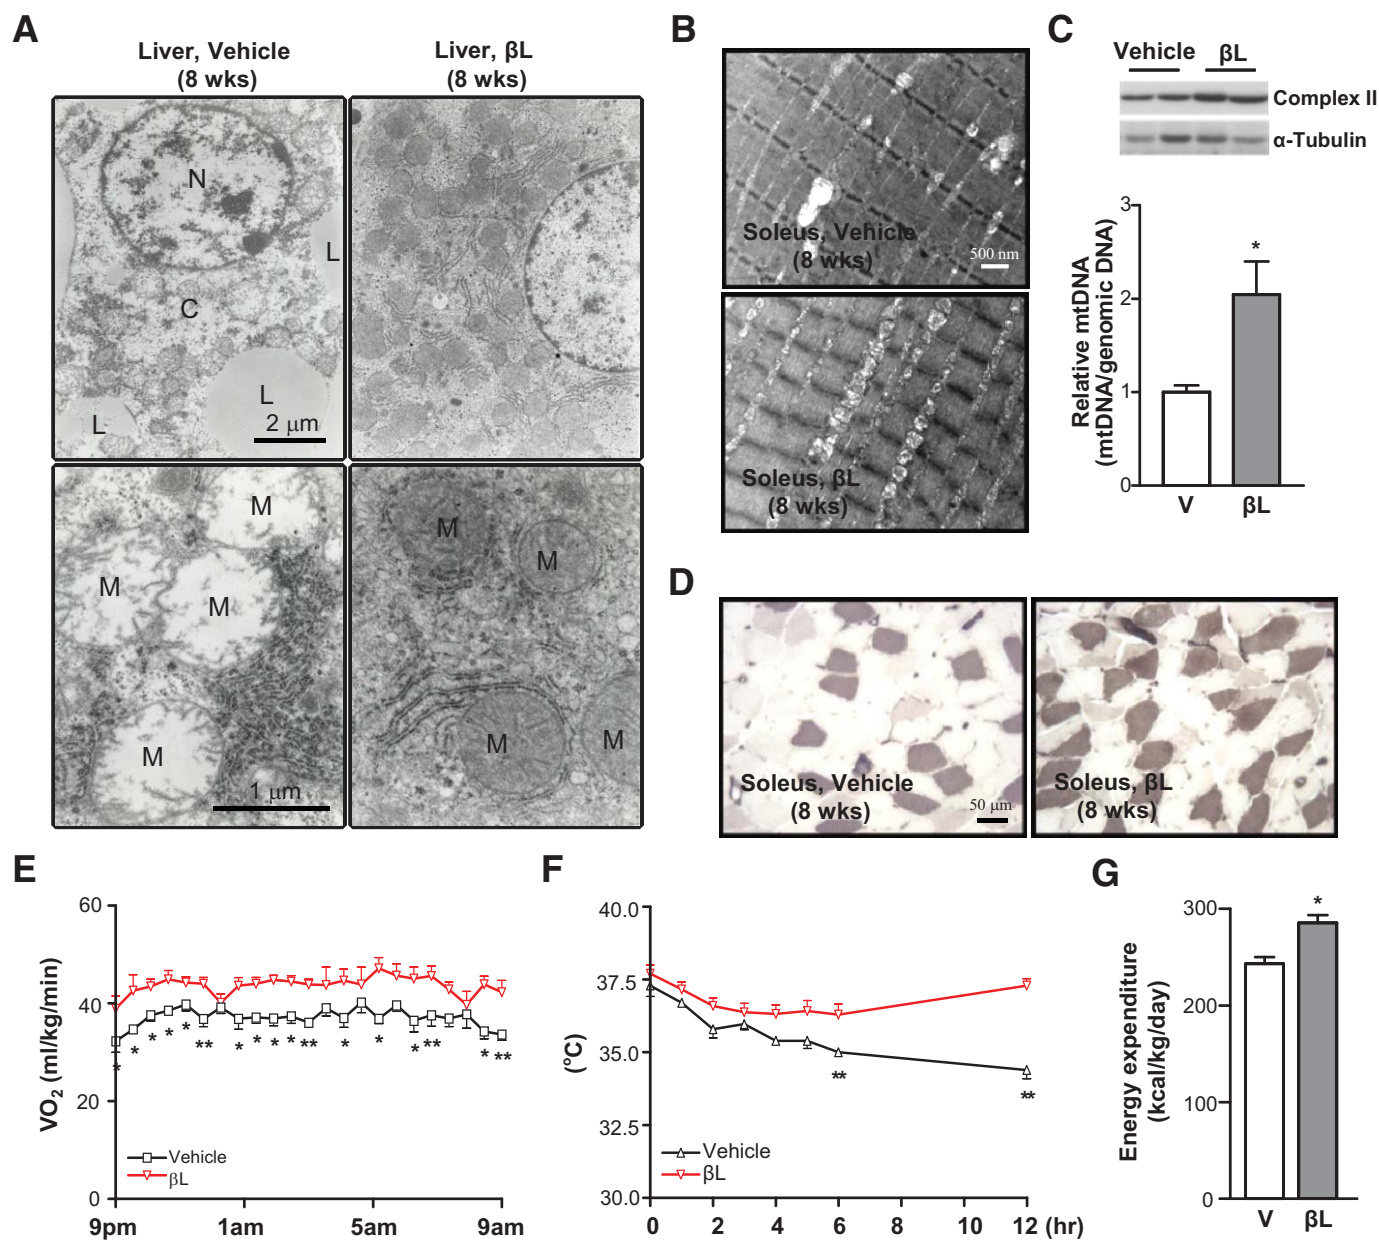 A
Liver, Vehicle
(8 wks)
Liver, βL
(8 wks)
N
L
C
L
L
2 μm
M
M
M
M
1 μm
M
M
M
M
B
Soleus, Vehicle
(8 wks)
500 nm
Soleus, βL
(8 wks)
C
Vehicle βL
Complex II
α-Tubulin
Relative mtDNA
(mtDNA/genomic DNA)
3
2
1
0
V βL
*
D
Soleus, Vehicle
(8 wks)
50 μm
Soleus, βL
(8 wks)
E
VO2 (ml/kg/min)
60
40
20
0
* * * * * ** * * * * ** * * * ** * **
Vehicle
βL
9pm 1am 5am 9am
F
(°C)
40.0
37.5
35.0
32.5
30.0
**
**
Vehicle
βL
0 2 4 6 8 10 12 (hr)
G
Energy expenditure
(kcal/kg/day)
300
200
100
0
*
V βL